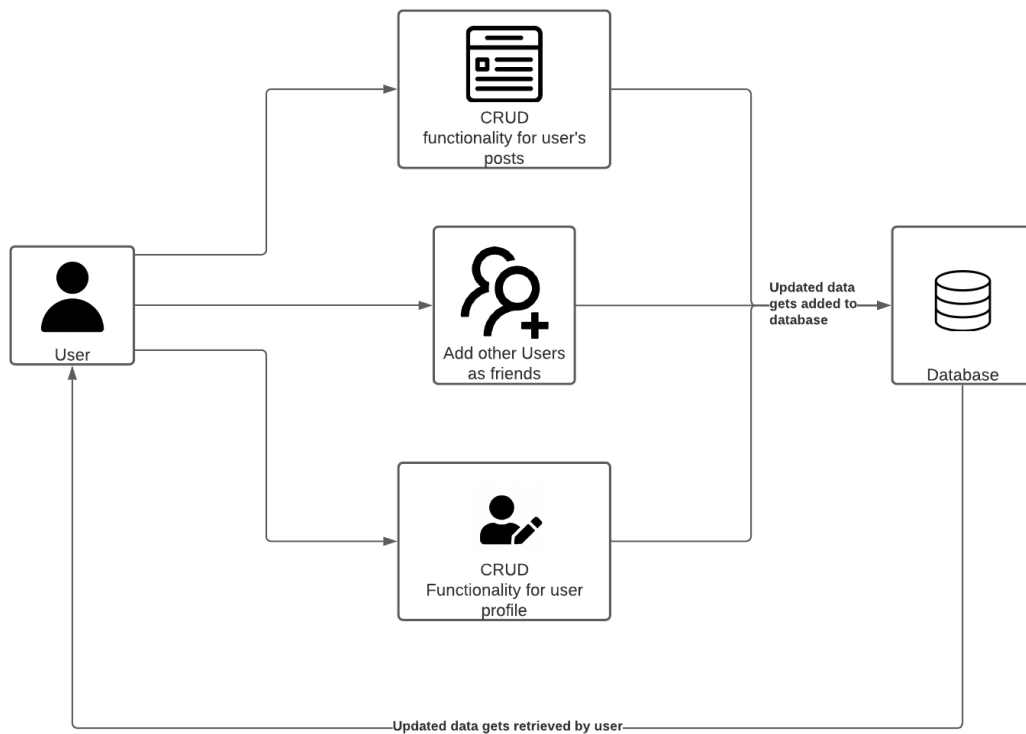 CRUD
functionality for user's
posts
User
Add other Users
as friends
Updated data
gets added to
database
Database
CRUD
Functionality for user
profile
Updated data gets retrieved by user